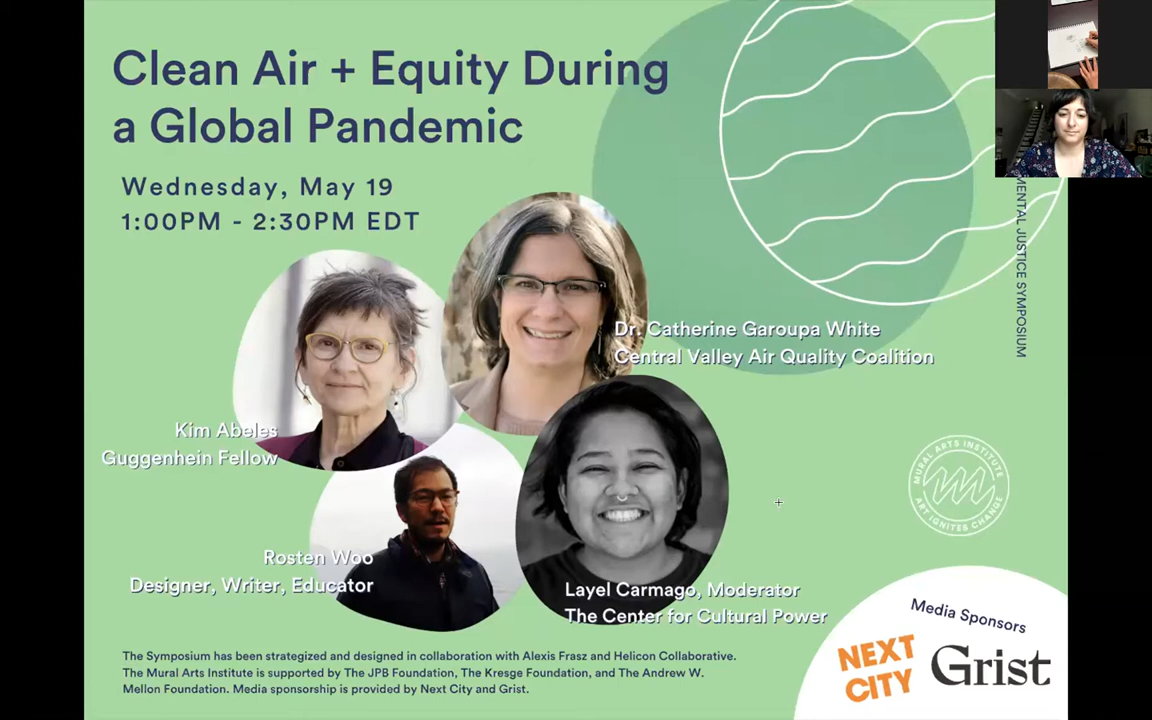 Clean Air + Equity During
a Global Pandemic
Wednesday, May 19
1:00PM - 2:30PM EDT
MENTAL JUSTICE SYMPOSIUM
Dr. Catherine Garoupa White
Central Valley Air Quality Coalition
Kim Abeles
Guggenhein Fellow
MURAL ARTS INSTITUTE
ART IGNITES CHANGE
Rosten Woo
Designer, Writer, Educator
Layel Carmago, Moderator
The Center for Cultural Power
Media Sponsors
NEXT
CITY
Grist
The Symposium has been strategized and designed in collaboration with Alexis Frasz and Helicon Collaborative.
The Mural Arts Institute is supported by The JPB Foundation, The Kresge Foundation, and The Andrew W.
Mellon Foundation. Media sponsorship is provided by Next City and Grist.